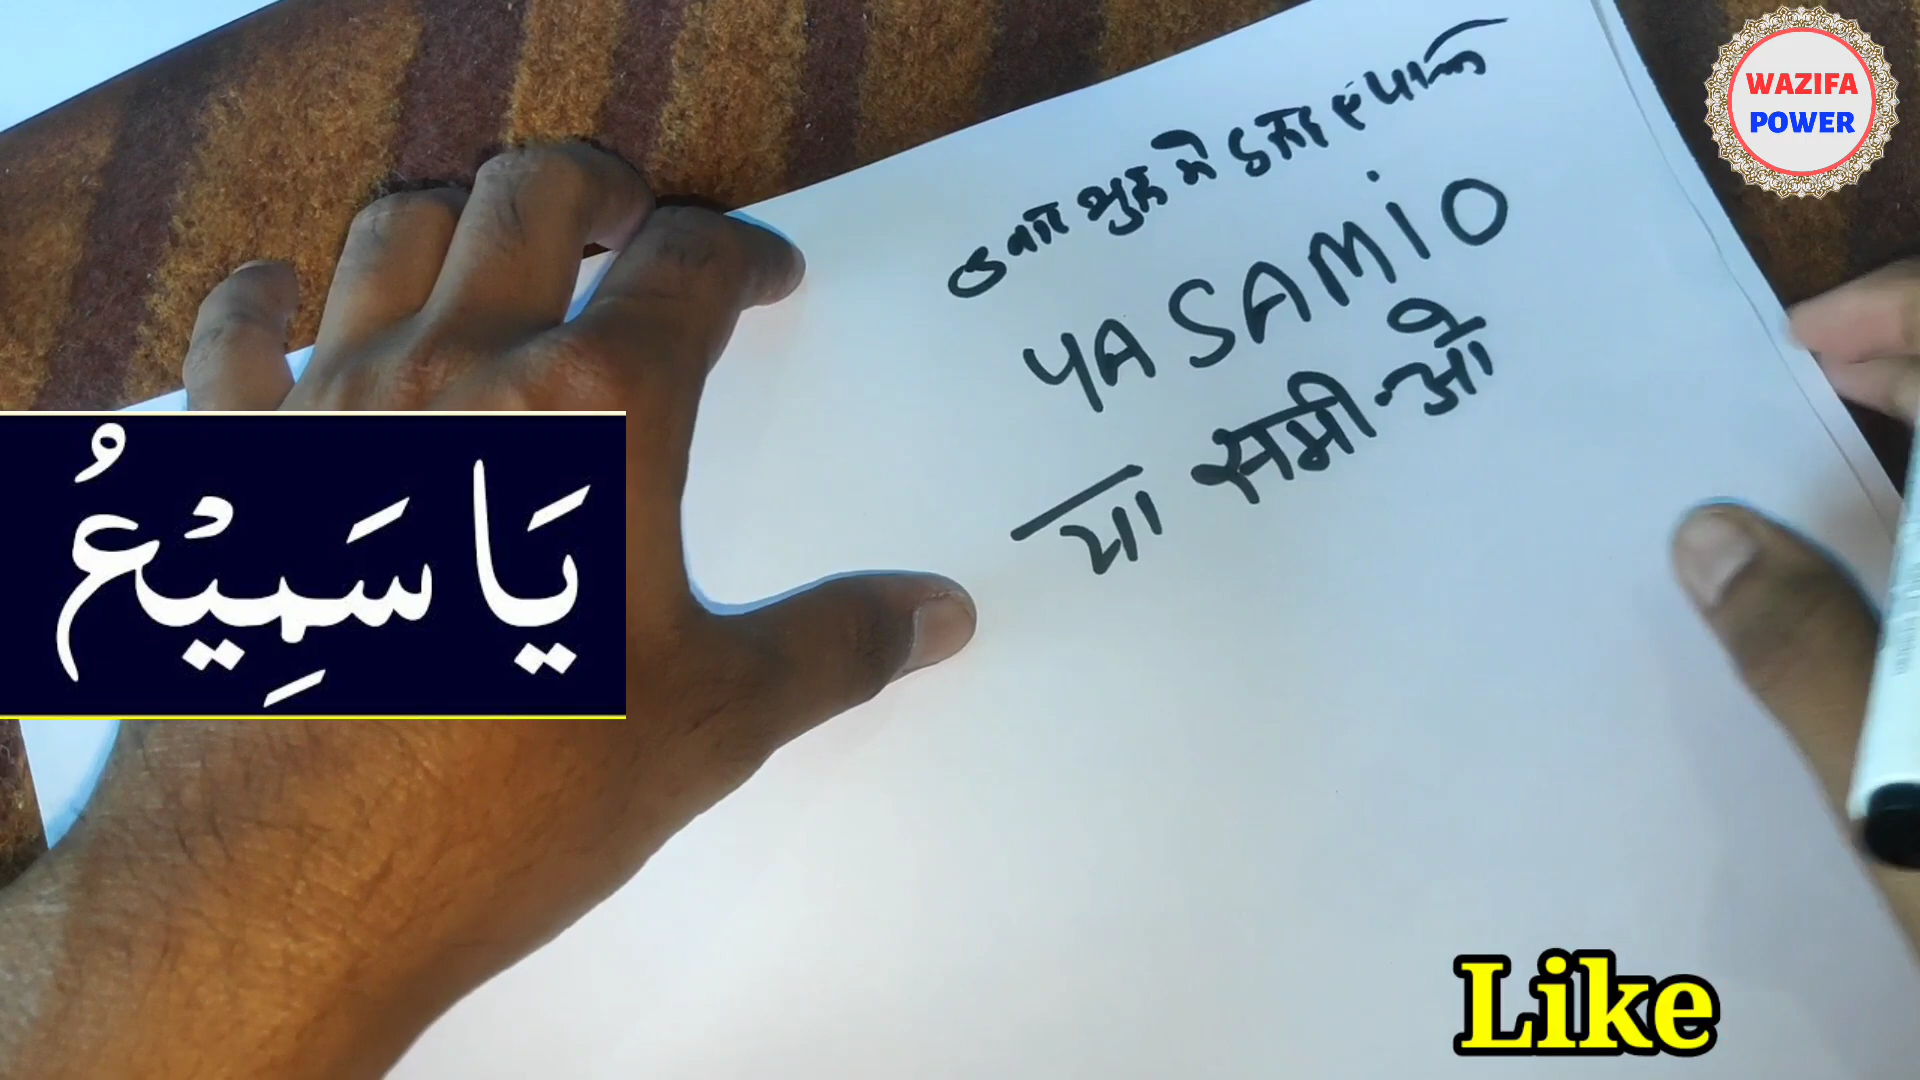 WAZIFA
POWER
मुह मे
YA SAMIO
या समी-ओ
يَا سَمِيْعُ
Like